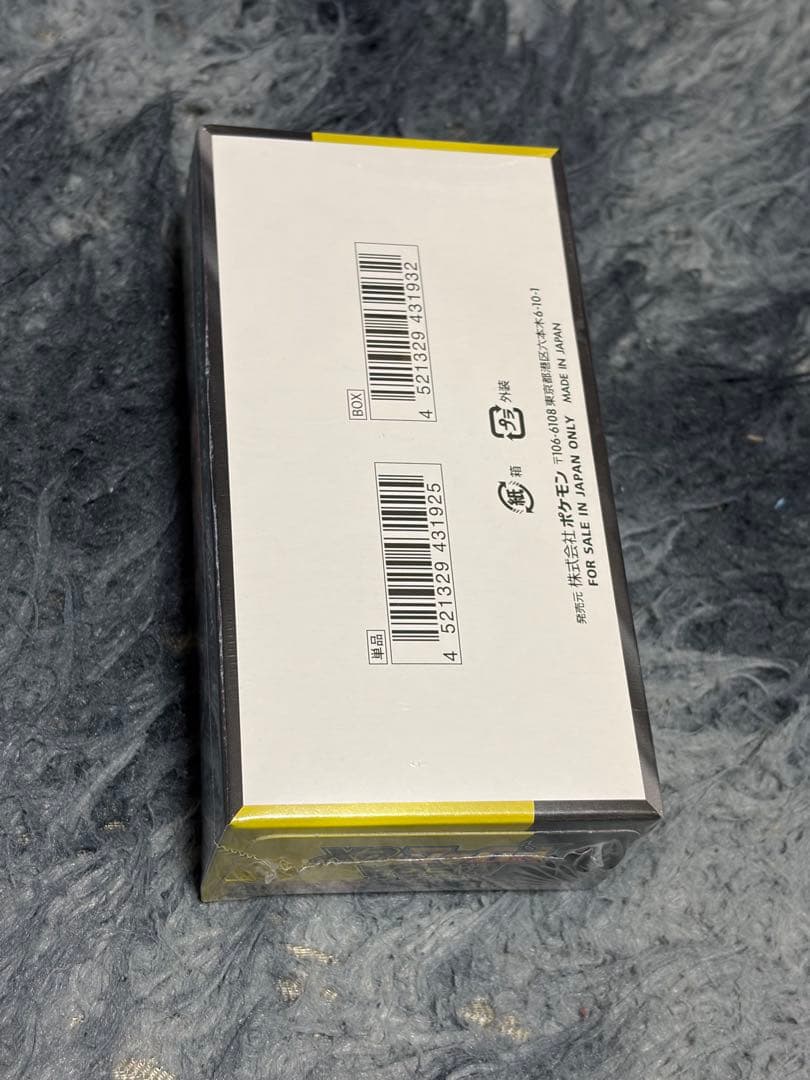 単品
4 521329 431925
BOX
4 521329 431932
紙 箱
プラ 外装
発売元 株式会社 ポケモン 〒106-6108 東京都港区六本木6-10-1
FOR SALE IN JAPAN ONLY MADE IN JAPAN